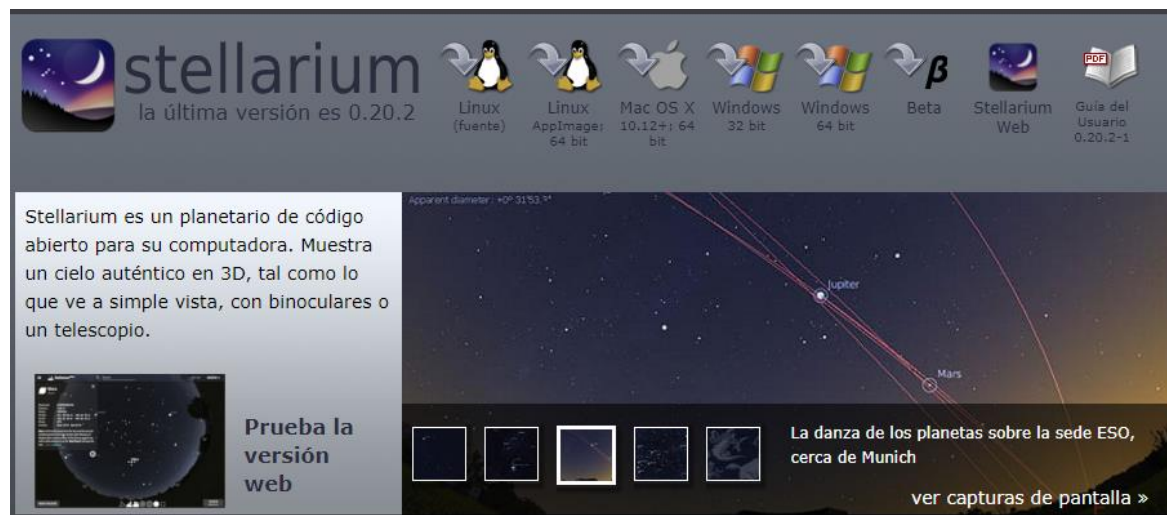 stellarium
la última versión es 0.20.2
Linux
(fuente)
Linux
AppImage;
64 bit
Mac OS X
10.12+; 64
bit
Windows
32 bit
Windows
64 bit
β
Beta
Stellarium
Web
PDF
Guía del
Usuario
0.20.2-1
Stellarium es un planetario de código
abierto para su computadora. Muestra
un cielo auténtico en 3D, tal como lo
que ve a simple vista, con binoculares o
un telescopio.
Prueba la
versión
web
Apparent diameter: +0° 31'53.3"
Jupiter
Mars
La danza de los planetas sobre la sede ESO,
cerca de Munich
ver capturas de pantalla »